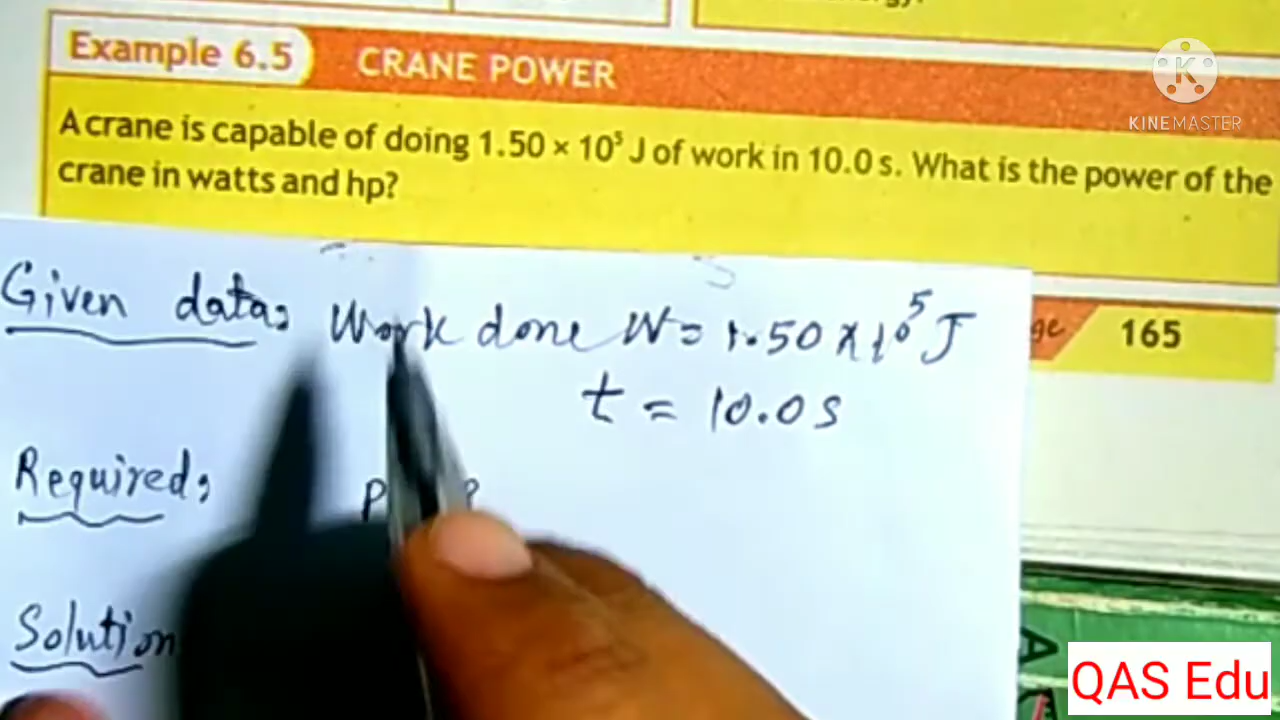 Example 6.5 CRANE POWER
A crane is capable of doing 1.50 × 10⁵ J of work in 10.0 s. What is the power of the
crane in watts and hp?
KINEMASTER
Given data; Work done W = 1.50 × 10⁵ J
t = 10.0 s
165
Required;
P ?
Solution
QAS Edu